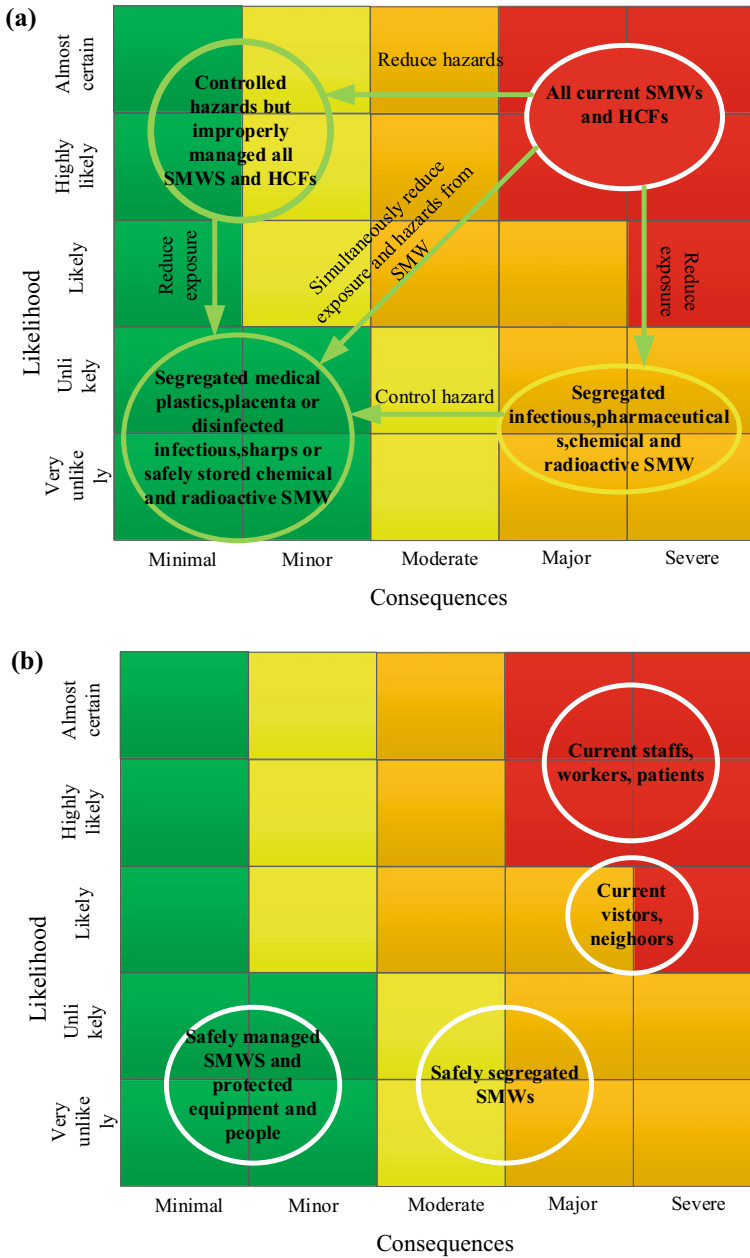 (a)
Almost
certain
Highly
likely
Likely
Unli
kely
Very
unlike
ly
Likelihood
Reduce hazards
Controlled
hazards but
improperly
managed all
SMWS and HCFs
All current SMWs
and HCFs
Simultaneously reduce
exposure and hazards from
SMW
Reduce
exposure
Reduce
exposure
Segregated medical
plastics,placenta or
disinfected
infectious,sharps or
safely stored chemical
and radioactive SMW
Control hazard
Segregated
infectious,pharmaceutical
s,chemical and
radioactive SMW
Minimal Minor Moderate Major Severe
Consequences
(b)
Almost
certain
Highly
likely
Likely
Unli
kely
Very
unlike
ly
Likelihood
Current staffs,
workers, patients
Current
vistors,
neighoors
Safely managed
SMWS and
protected
equipment and
people
Safely segregated
SMWs
Minimal Minor Moderate Major Severe
Consequences